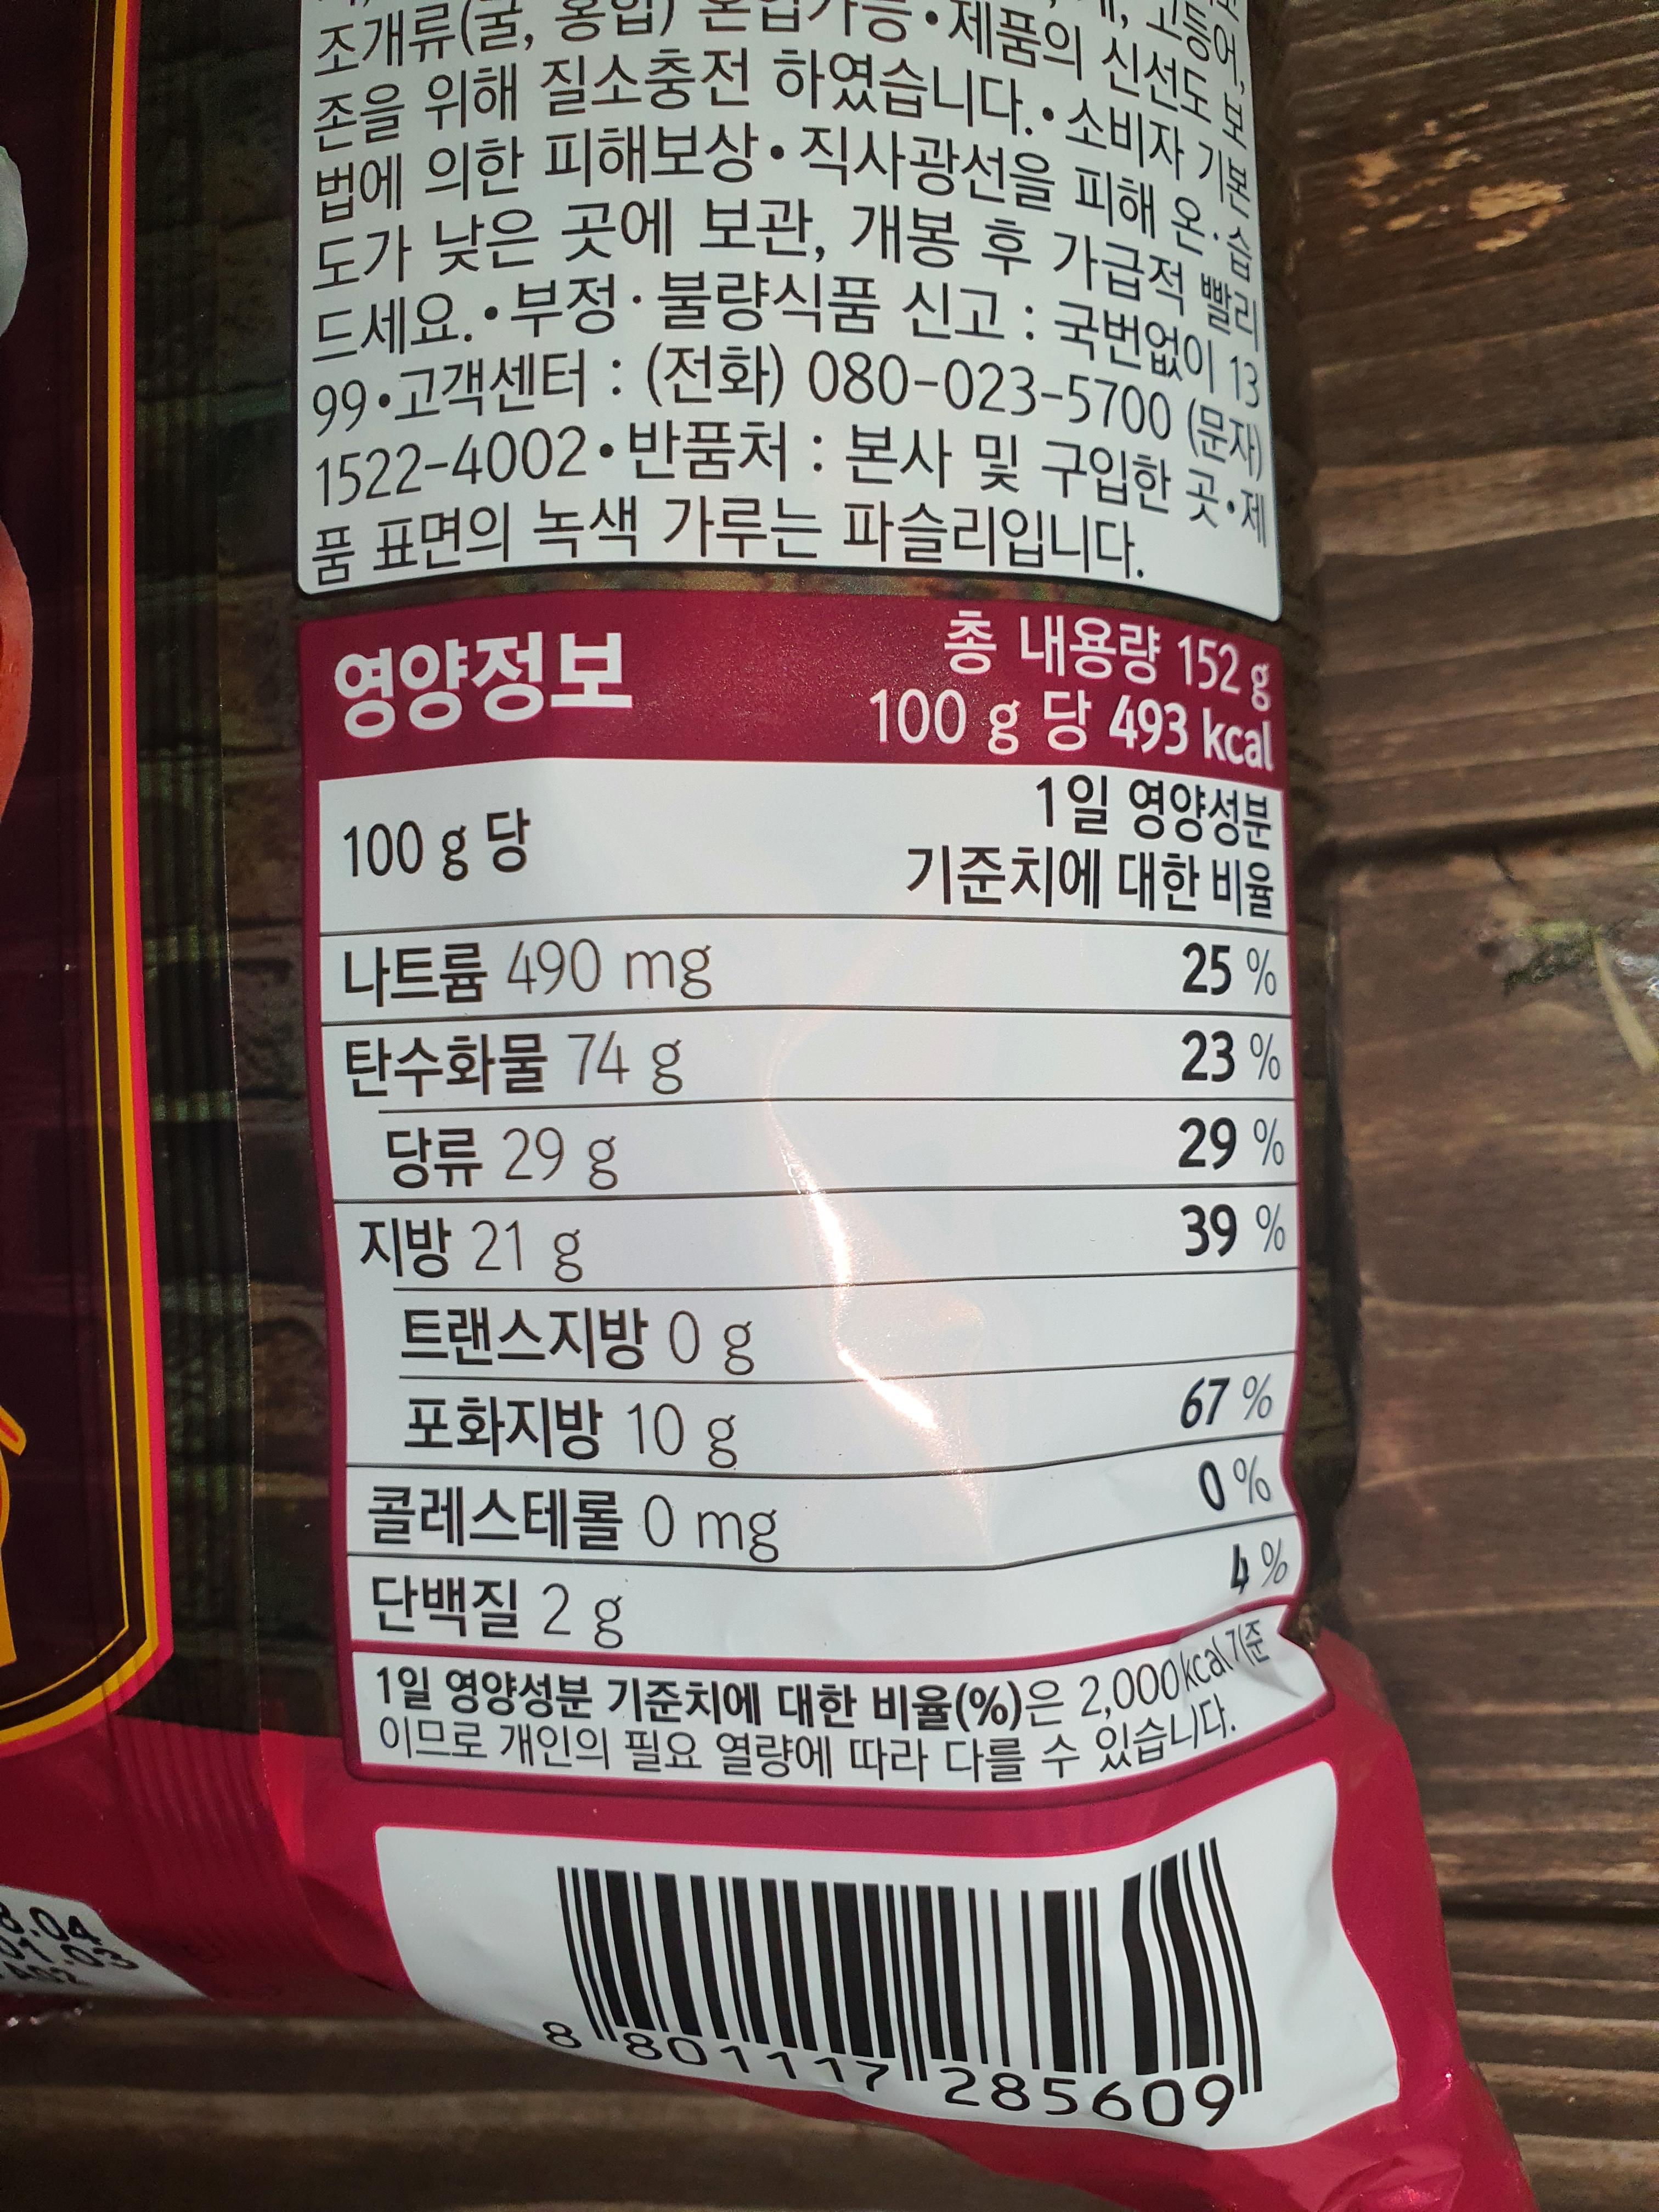 조개류(굴, 홍합) 혼입가능•제품의 신선도 보
존을 위해 질소충전 하였습니다.•소비자 기본
법에 의한 피해보상•직사광선을 피해 온·습
도가 낮은 곳에 보관, 개봉 후 가급적 빨리
드세요.•부정·불량식품 신고 : 국번없이 13
99•고객센터 : (전화) 080-023-5700 (문자)
1522-4002•반품처 : 본사 및 구입한 곳•제
품 표면의 녹색 가루는 파슬리입니다.
영양정보
총 내용량 152 g
100 g 당 493 kcal
100 g 당
1일 영양성분
기준치에 대한 비율
나트륨 490 mg 25 %
탄수화물 74 g 23 %
당류 29 g 29 %
지방 21 g 39 %
트랜스지방 0 g
포화지방 10 g 67 %
콜레스테롤 0 mg 0 %
단백질 2 g 4 %
1일 영양성분 기준치에 대한 비율(%)은 2,000 kcal 기준
이므로 개인의 필요 열량에 따라 다를 수 있습니다.
8 801117 285609
.04
01.03
A02